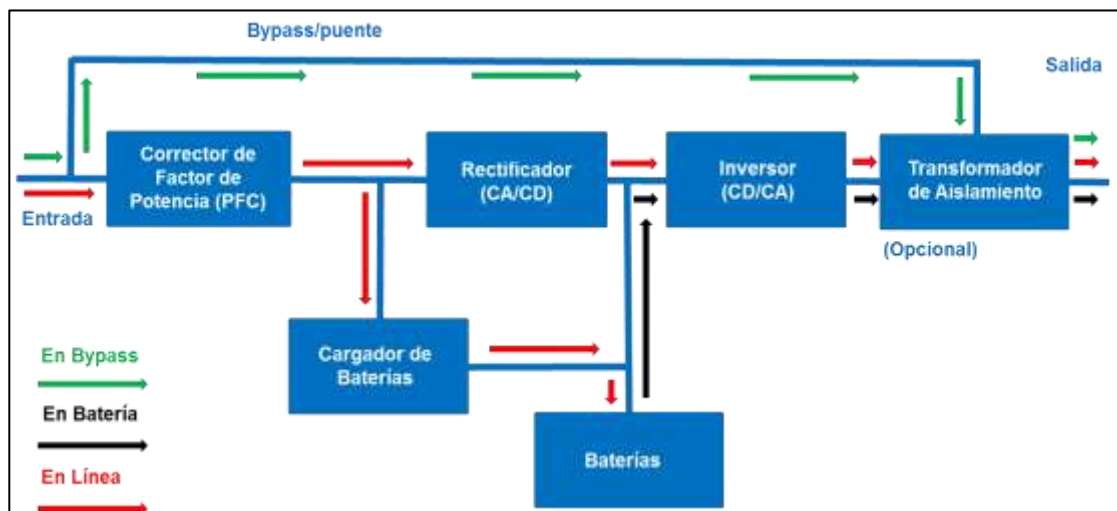 Bypass/puente
Salida
Corrector de
Factor de
Potencia (PFC)
Rectificador
(CA/CD)
Inversor
(CD/CA)
Transformador
de Aislamiento
Entrada
(Opcional)
Cargador de
Baterías
Baterías
En Bypass
En Batería
En Línea